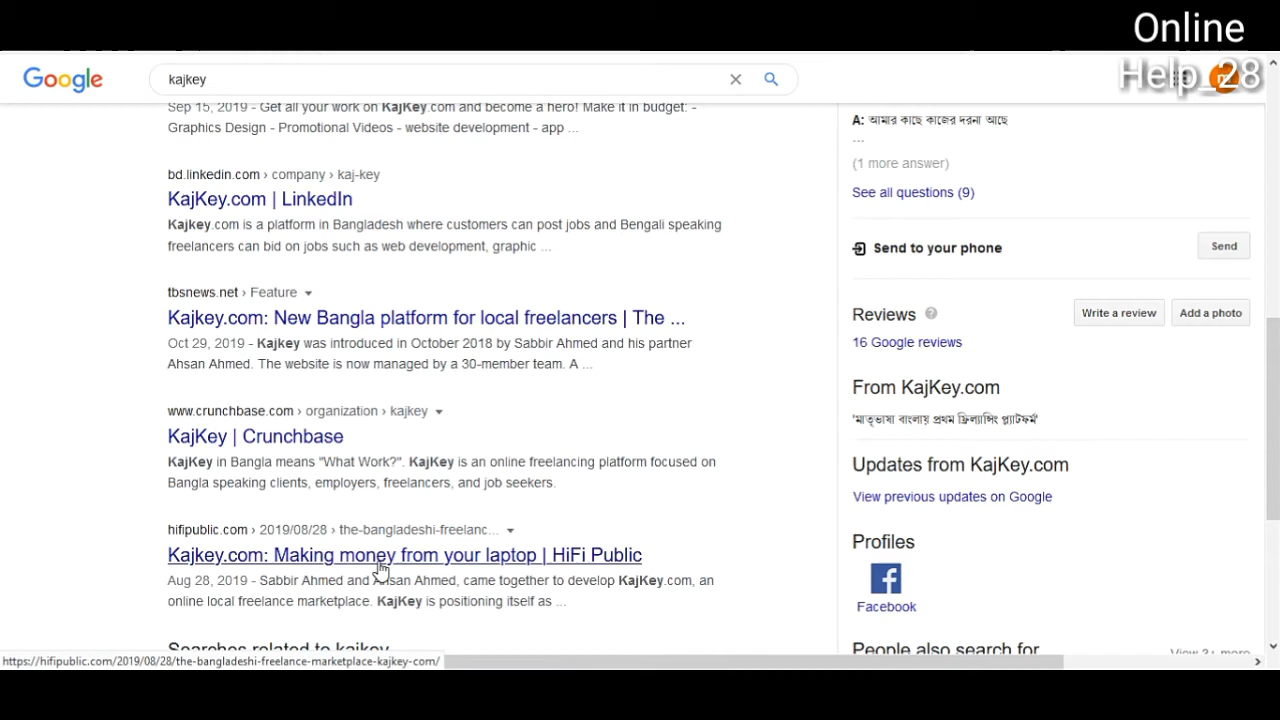 Online
Help_28
Google
kajkey
Sep 15, 2019 - Get all your work on KajKey.com and become a hero! Make it in budget: -
Graphics Design - Promotional Videos - website development - app ...
bd.linkedin.com › company › kaj-key
KajKey.com | LinkedIn
Kajkey.com is a platform in Bangladesh where customers can post jobs and Bengali speaking
freelancers can bid on jobs such as web development, graphic ...
tbsnews.net › Feature
Kajkey.com: New Bangla platform for local freelancers | The ...
Oct 29, 2019 - Kajkey was introduced in October 2018 by Sabbir Ahmed and his partner
Ahsan Ahmed. The website is now managed by a 30-member team. A ...
www.crunchbase.com › organization › kajkey
KajKey | Crunchbase
KajKey in Bangla means "What Work?". KajKey is an online freelancing platform focused on
Bangla speaking clients, employers, freelancers, and job seekers.
hifipublic.com › 2019/08/28 › the-bangladeshi-freelanc...
Kajkey.com: Making money from your laptop | HiFi Public
Aug 28, 2019 - Sabbir Ahmed and Ahsan Ahmed, came together to develop KajKey.com, an
online local freelance marketplace. KajKey is positioning itself as ...
Searches related to kajkey
https://hifipublic.com/2019/08/28/the-bangladeshi-freelance-marketplace-kajkey-com/
A: আমার কাছে কাজের দরনা আছে
...
(1 more answer)
See all questions (9)
Send to your phone
Send
Reviews
Write a review
Add a photo
16 Google reviews
From KajKey.com
'মাতৃভাষা বাংলায় প্রথম ফ্রিল্যান্সিং প্ল্যাটফর্ম'
Updates from KajKey.com
View previous updates on Google
Profiles
Facebook
People also search for
View 2+ more